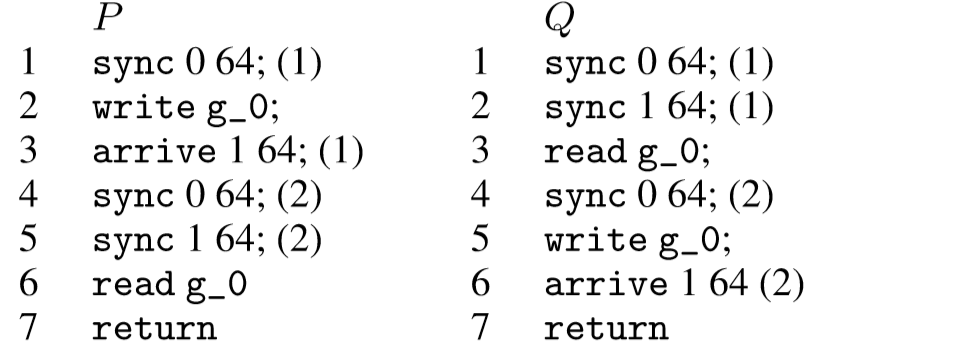 P Q
1 sync 0 64; (1) 1 sync 0 64; (1)
2 write g_0; 2 sync 1 64; (1)
3 arrive 1 64; (1) 3 read g_0;
4 sync 0 64; (2) 4 sync 0 64; (2)
5 sync 1 64; (2) 5 write g_0;
6 read g_0 6 arrive 1 64 (2)
7 return 7 return